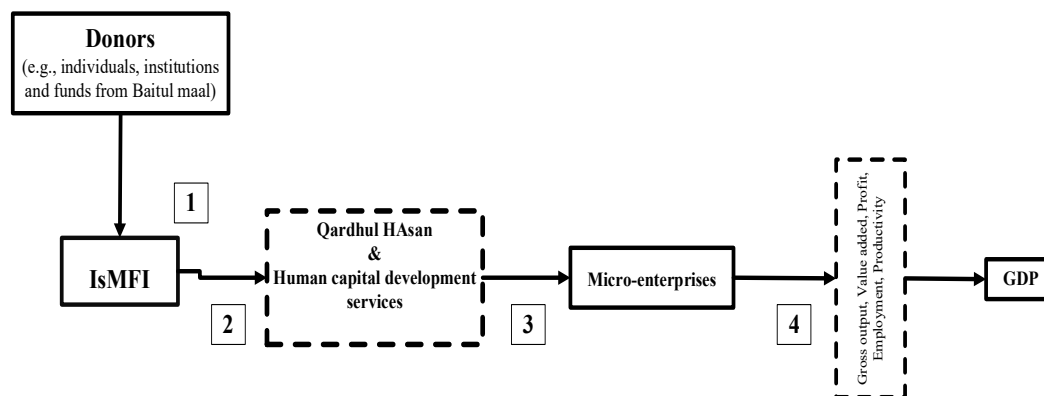 Donors
(e.g., individuals, institutions
and funds from Baitul maal)
1
IsMFI
2
Qardhul HAsan
&
Human capital development
services
3
Micro-enterprises
4
Gross output, Value added, Profit,
Employment, Productivity
GDP